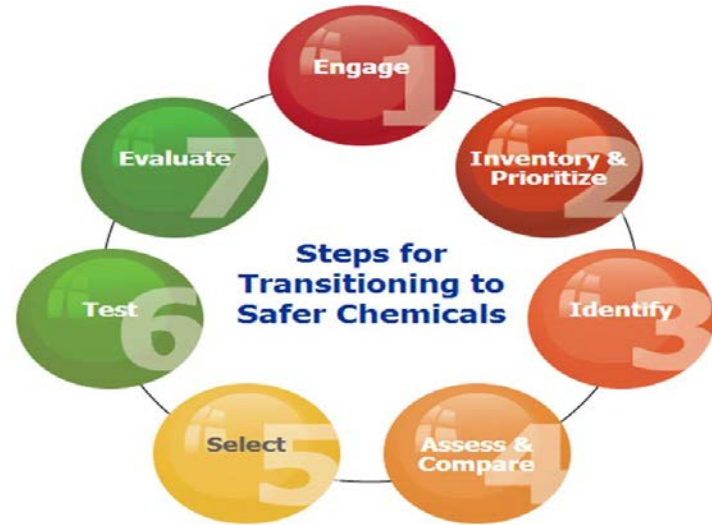 Engage
1
Inventory &
Prioritize
2
Identify
3
Assess &
Compare
4
Select
5
Test
6
Evaluate
7
Steps for
Transitioning to
Safer Chemicals